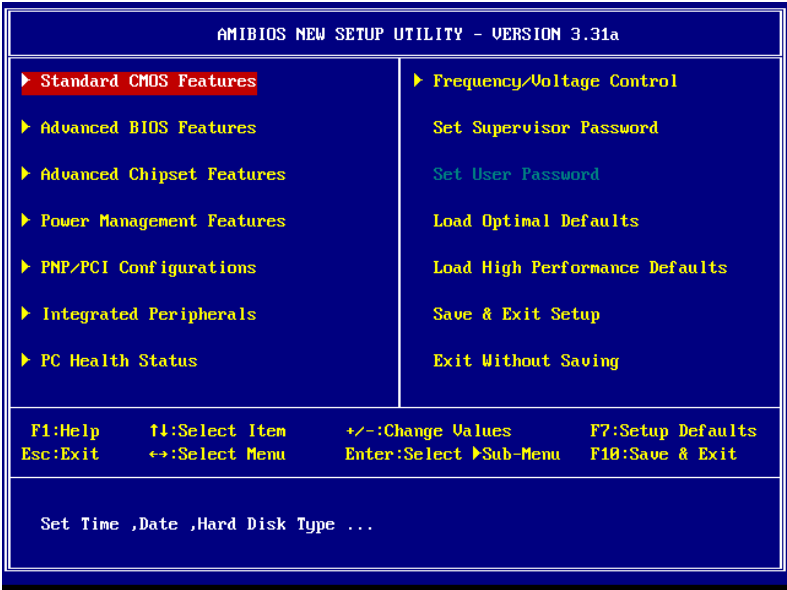 AMIBIOS NEW SETUP UTILITY - VERSION 3.31a
▶ Standard CMOS Features
▶ Advanced BIOS Features
▶ Advanced Chipset Features
▶ Power Management Features
▶ PNP/PCI Configurations
▶ Integrated Peripherals
▶ PC Health Status
▶ Frequency/Voltage Control
Set Supervisor Password
Set User Password
Load Optimal Defaults
Load High Performance Defaults
Save & Exit Setup
Exit Without Saving
F1:Help ↑↓:Select Item +/-:Change Values F7:Setup Defaults
Esc:Exit ↔:Select Menu Enter:Select ▶Sub-Menu F10:Save & Exit
Set Time ,Date ,Hard Disk Type ...